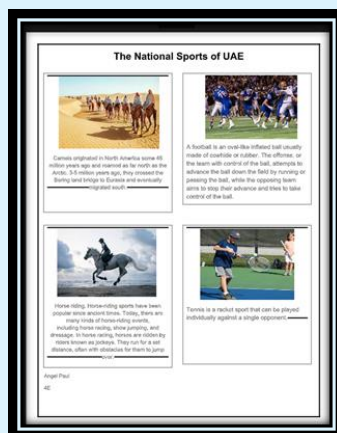 The National Sports of UAE
Camels originated in North America some 45
million years ago and roamed as far north as the
Arctic. 3-5 million years ago, they crossed the
Bering land bridge to Eurasia and eventually
migrated south
A football is an oval-like inflated ball usually
made of cowhide or rubber. The offense, or
the team with control of the ball, attempts to
advance the ball down the field by running or
passing the ball, while the opposing team
aims to stop their advance and tries to take
control of the ball.
Horse riding, Horse-riding sports have been
popular since ancient times. Today, there are
many kinds of horse-riding events,
including horse racing, show jumping, and
dressage. In horse racing, horses are ridden by
riders known as jockeys. They run for a set
distance, often with obstacles for them to jump
over.
Tennis is a racket sport that can be played
individually against a single opponent
Angel Paul
4E